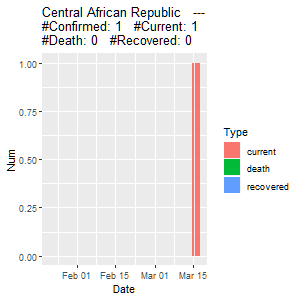 Central African Republic   ---
#Confirmed: 1   #Current: 1
#Death: 0   #Recovered: 0
1.00
0.75
0.50
0.25
0.00
Num
Feb 01
Feb 15
Mar 01
Mar 15
Date
Type
current
death
recovered